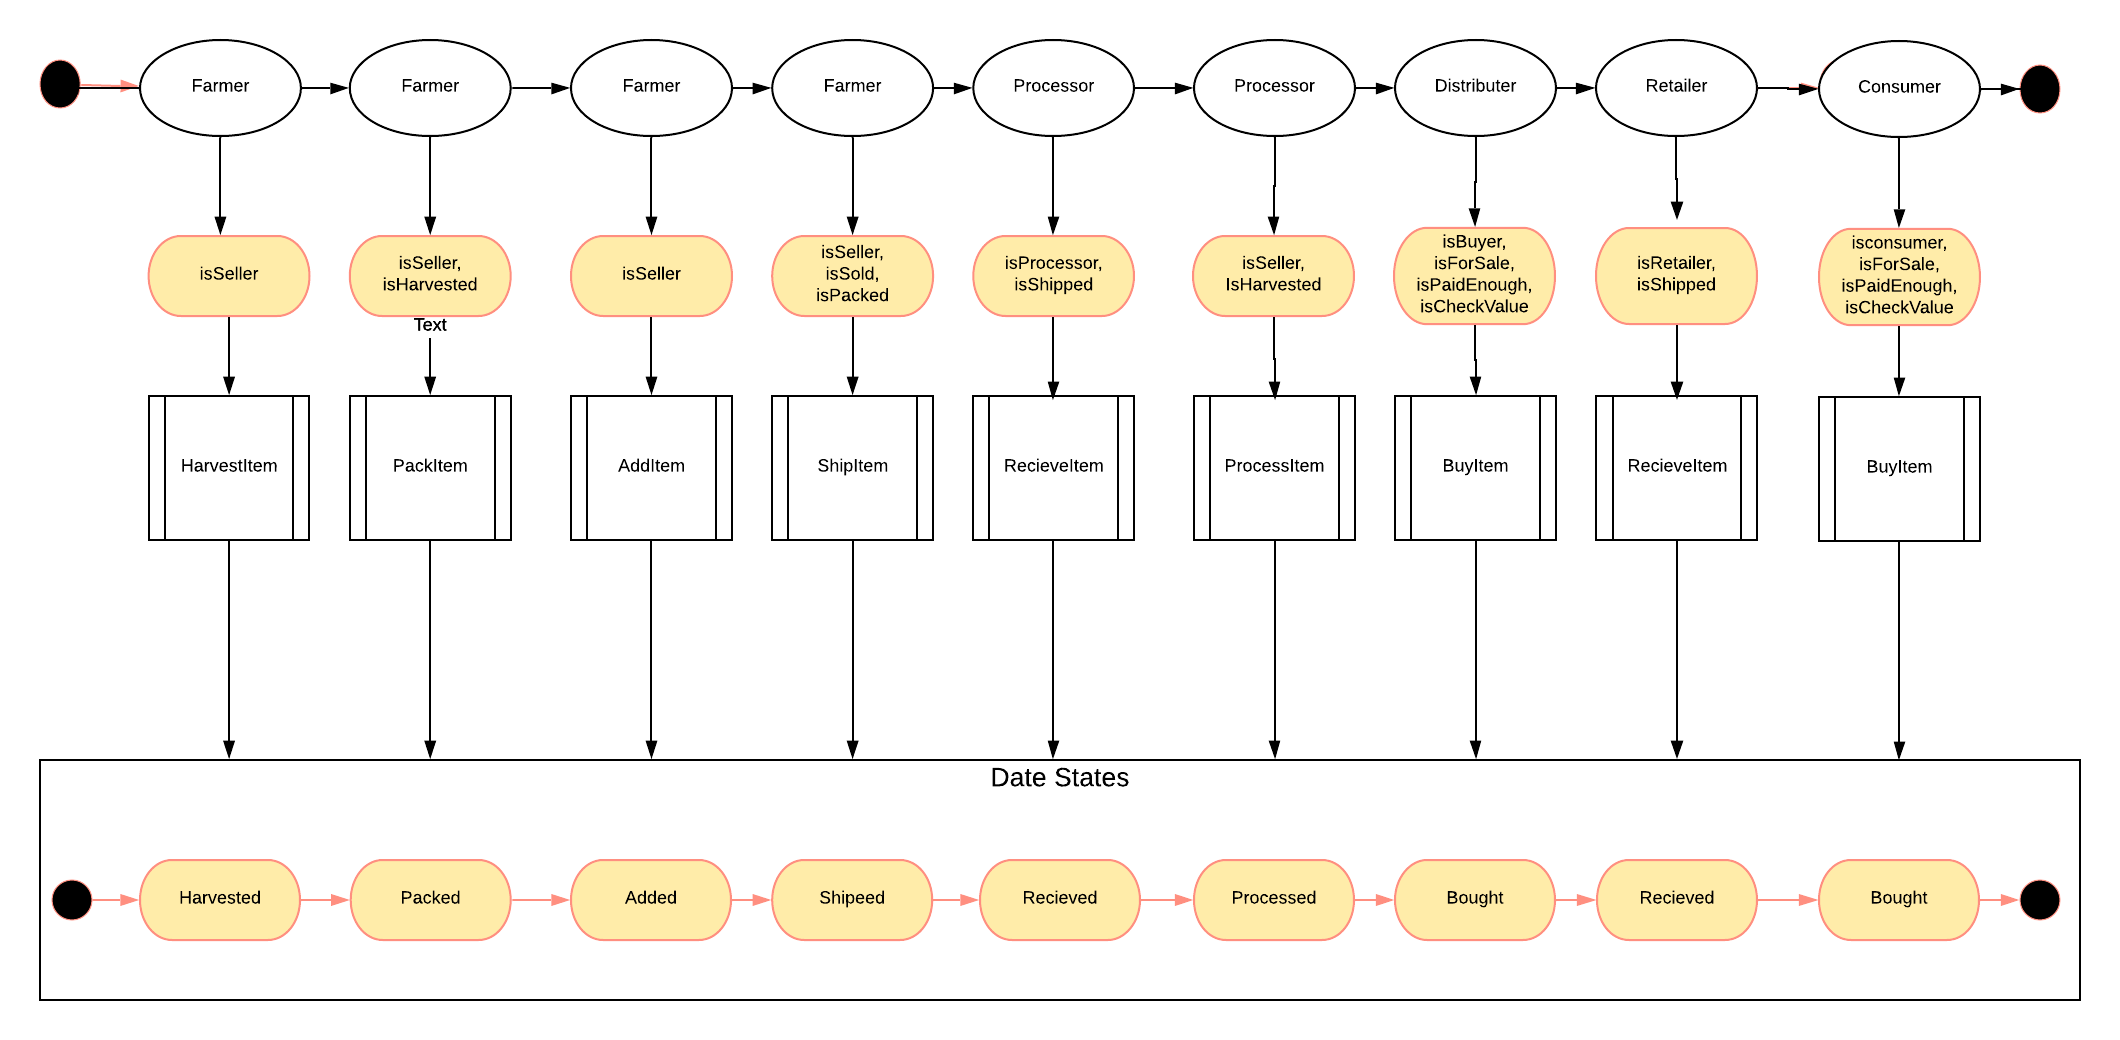 Farmer
Farmer
Farmer
Farmer
Processor
Processor
Distributer
Retailer
Consumer
isSeller
isSeller,
isHarvested
Text
isSeller
isSeller,
isSold,
isPacked
isProcessor,
isShipped
isSeller,
IsHarvested
isBuyer,
isForSale,
isPaidEnough,
isCheckValue
isRetailer,
isShipped
isconsumer,
isForSale,
isPaidEnough,
isCheckValue
HarvestItem
PackItem
AddItem
ShipItem
RecieveItem
ProcessItem
BuyItem
RecieveItem
BuyItem
Date States
Harvested
Packed
Added
Shipeed
Recieved
Processed
Bought
Recieved
Bought